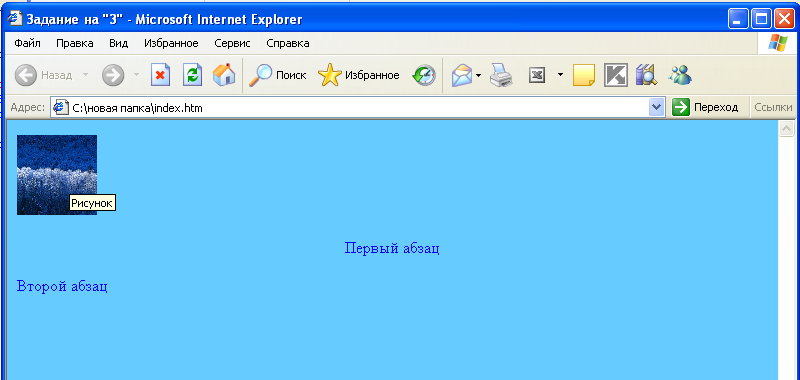 Задание на "3" - Microsoft Internet Explorer
Файл Правка Вид Избранное Сервис Справка
Назад Поиск Избранное
Адрес: C:\новая папка\index.htm Переход Ссылки
Рисунок
Первый абзац
Второй абзац